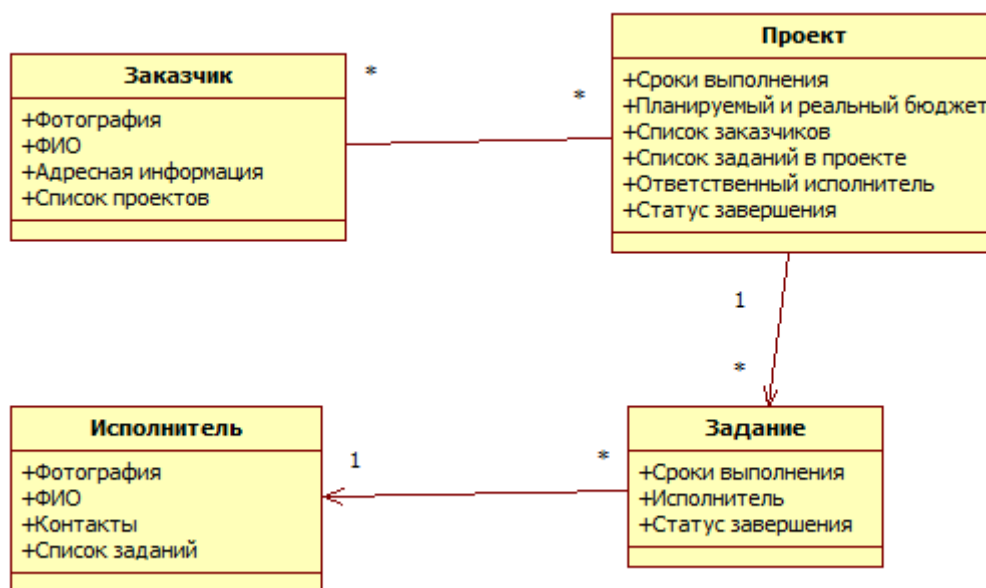 Заказчик
+Фотография
+ФИО
+Адресная информация
+Список проектов
*
*
Проект
+Сроки выполнения
+Планируемый и реальный бюджет
+Список заказчиков
+Список заданий в проекте
+Ответственный исполнитель
+Статус завершения
1
*
Исполнитель
+Фотография
+ФИО
+Контакты
+Список заданий
1
*
Задание
+Сроки выполнения
+Исполнитель
+Статус завершения